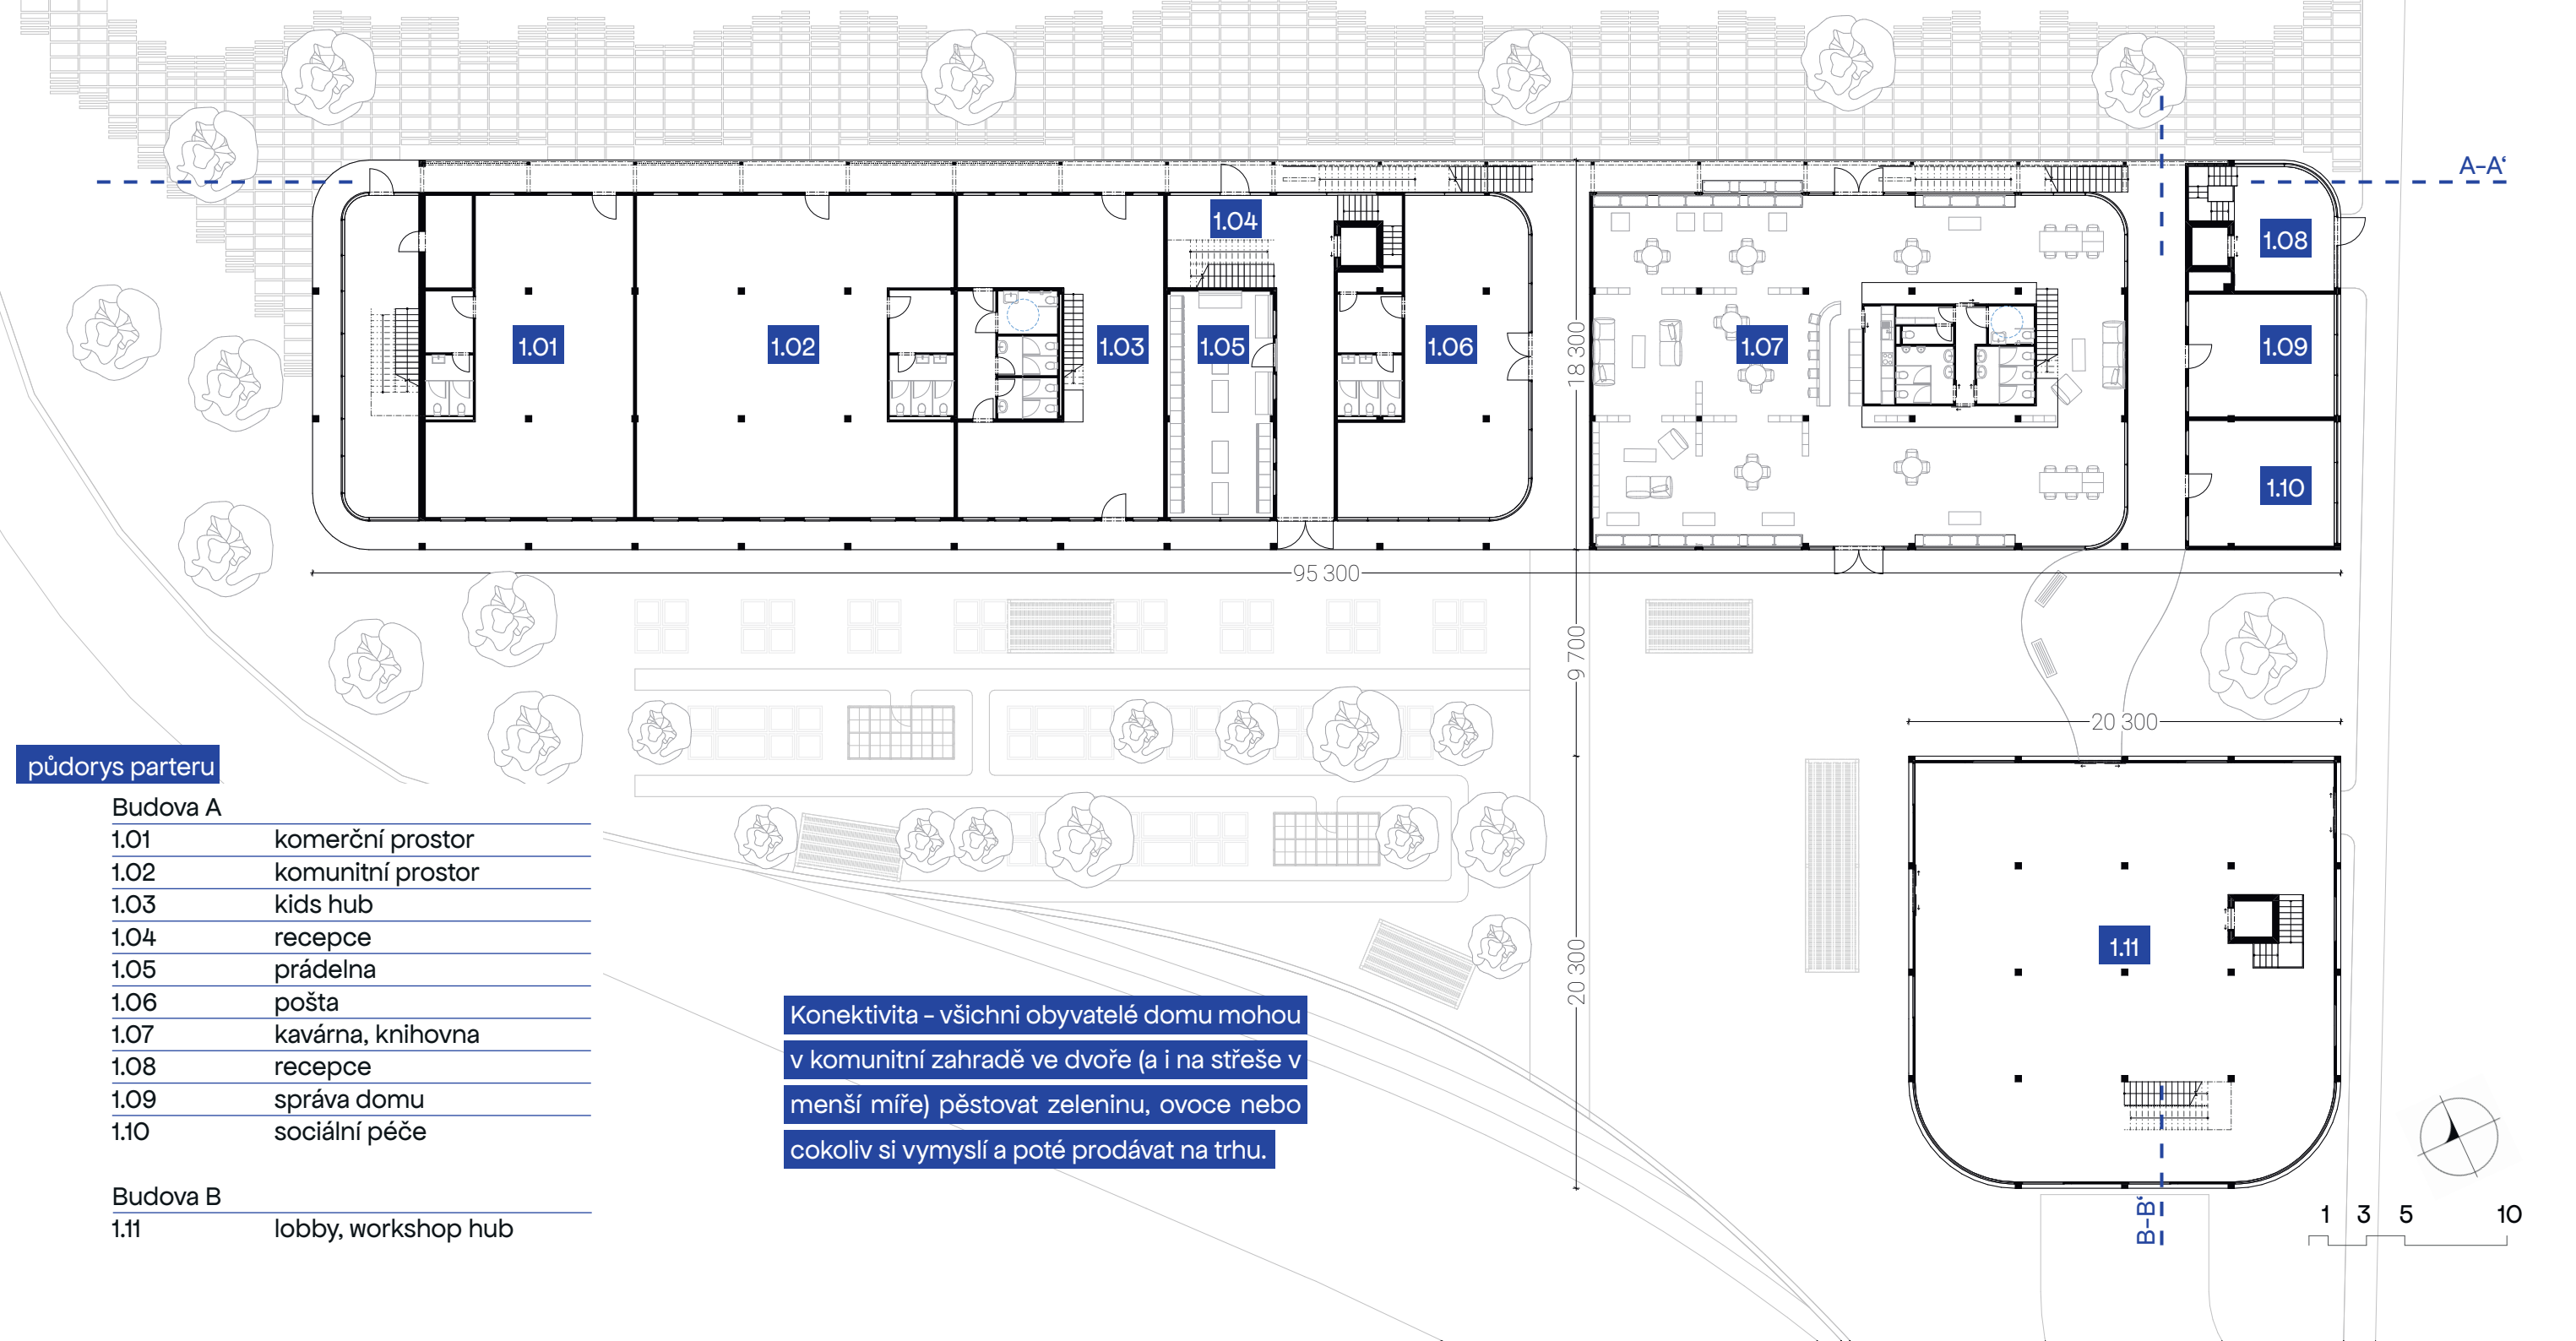 A-A‘
1.04
1.08
1.01
1.02
1.03
1.05
1.06
1.07
1.09
1.10
18 300
95 300
9 700
20 300
půdorys parteru
Budova A
1.01 komerční prostor
1.02 komunitní prostor
1.03 kids hub
1.04 recepce
1.05 prádelna
1.06 pošta
1.07 kavárna, knihovna
1.08 recepce
1.09 správa domu
1.10 sociální péče
Budova B
1.11 lobby, workshop hub
1.11
20 300
Konektivita - všichni obyvatelé domu mohou
v komunitní zahradě ve dvoře (a i na střeše v
menší míře) pěstovat zeleninu, ovoce nebo
cokoliv si vymyslí a poté prodávat na trhu.
B-B‘
1 3 5 10